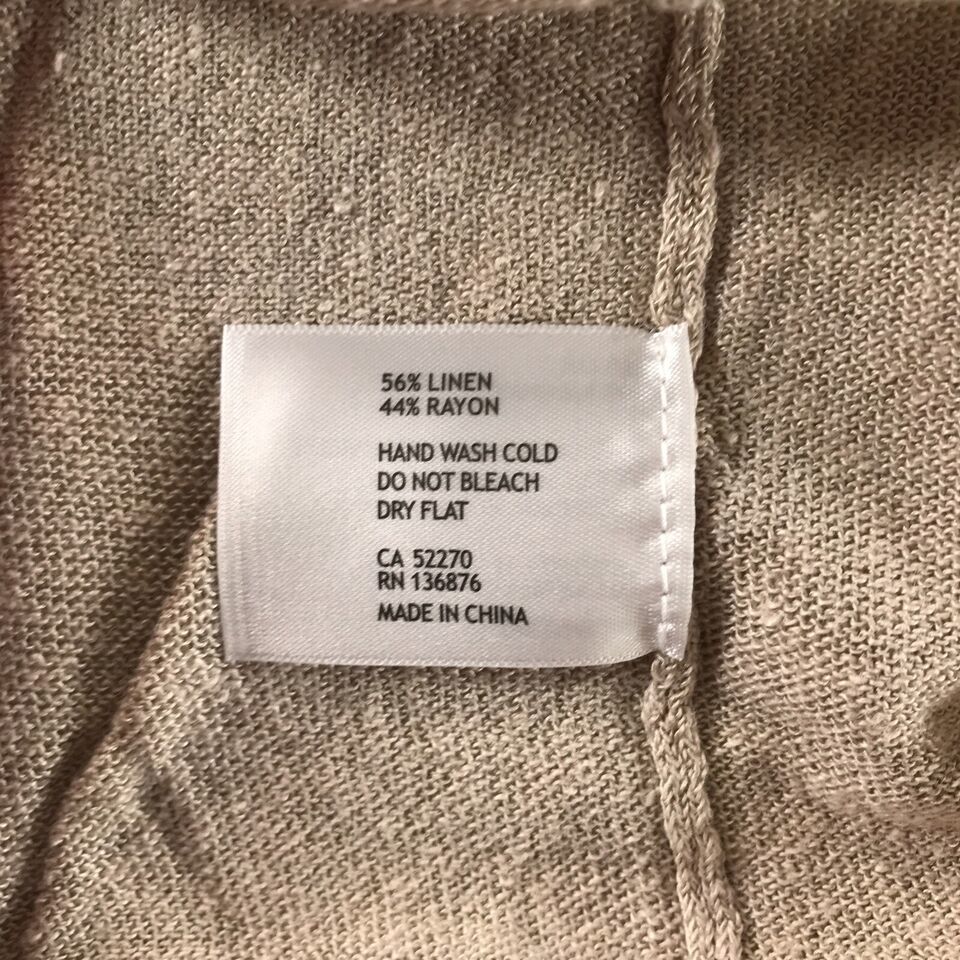 56% LINEN
44% RAYON
HAND WASH COLD
DO NOT BLEACH
DRY FLAT
CA 52270
RN 136876
MADE IN CHINA